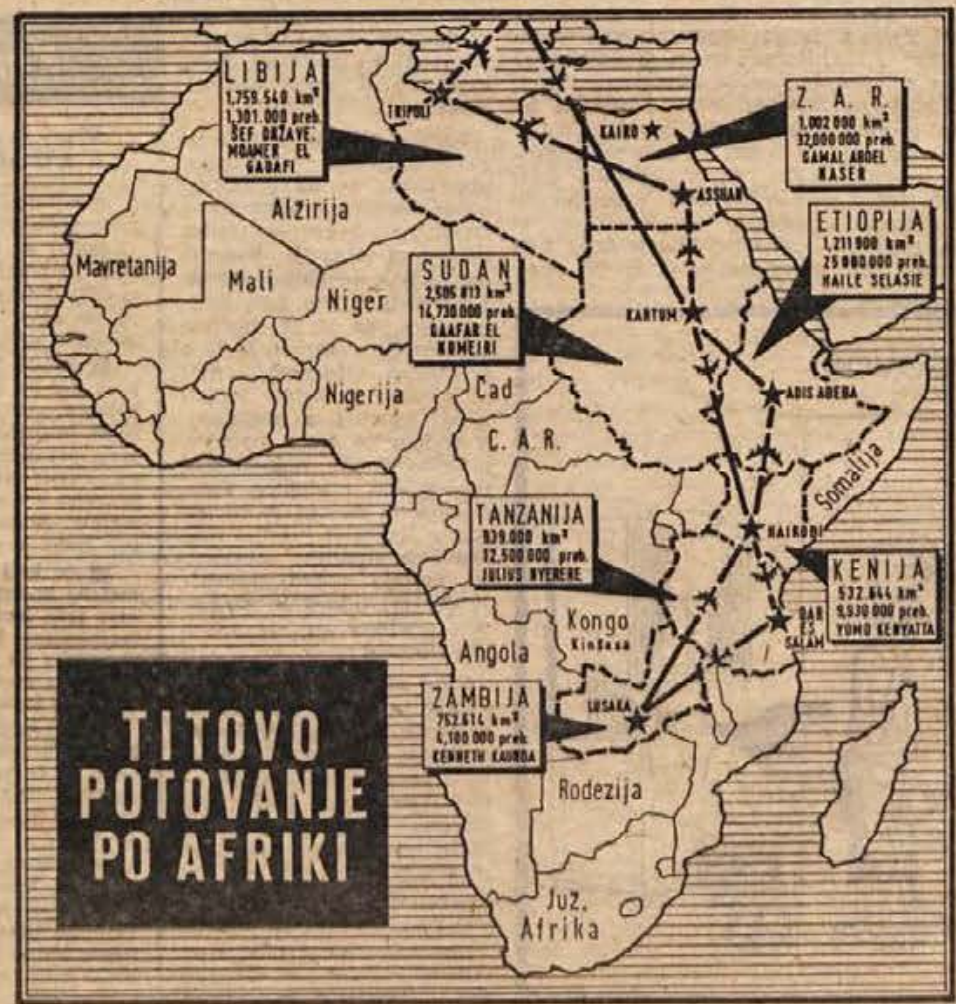 LIBIJA
1,759.540 km²
1,301.000 preb.
ŠEF DRŽAVE:
MOAMER EL
GADAFI
Z. A. R.
1,002 000 km²
32,000000 preb.
GAMAL ABDEL
NASER
TRIPOLI
KAIRO
ASSUAN
Alžirija
ETIOPIJA
1,211 900 km²
25 000.000 preb.
HAILE SELASIE
Mavretanija
Mali
Niger
SUDAN
2,505.813 km²
14,730.000 preb.
GAAFAR EL
NUMEIRI
KARTUM
Nigerija
Čad
ADIS ABEBA
C. A. R.
Somalija
TANZANIJA
939.000 km²
12,500 000 preb.
JULIUS NYERERE
NAIROBI
KENIJA
582.644 km²
9,930 000 preb.
YOMO KENYATTA
Kongo
Kinšasa
DAR
ES
SALAM
Angola
ZAMBIJA
752.614 km²
4,100 000 preb.
KENNETH KAUNDA
LUSAKA
TITOVO
POTOVANJE
PO AFRIKI
Rodezija
Juž.
Afrika